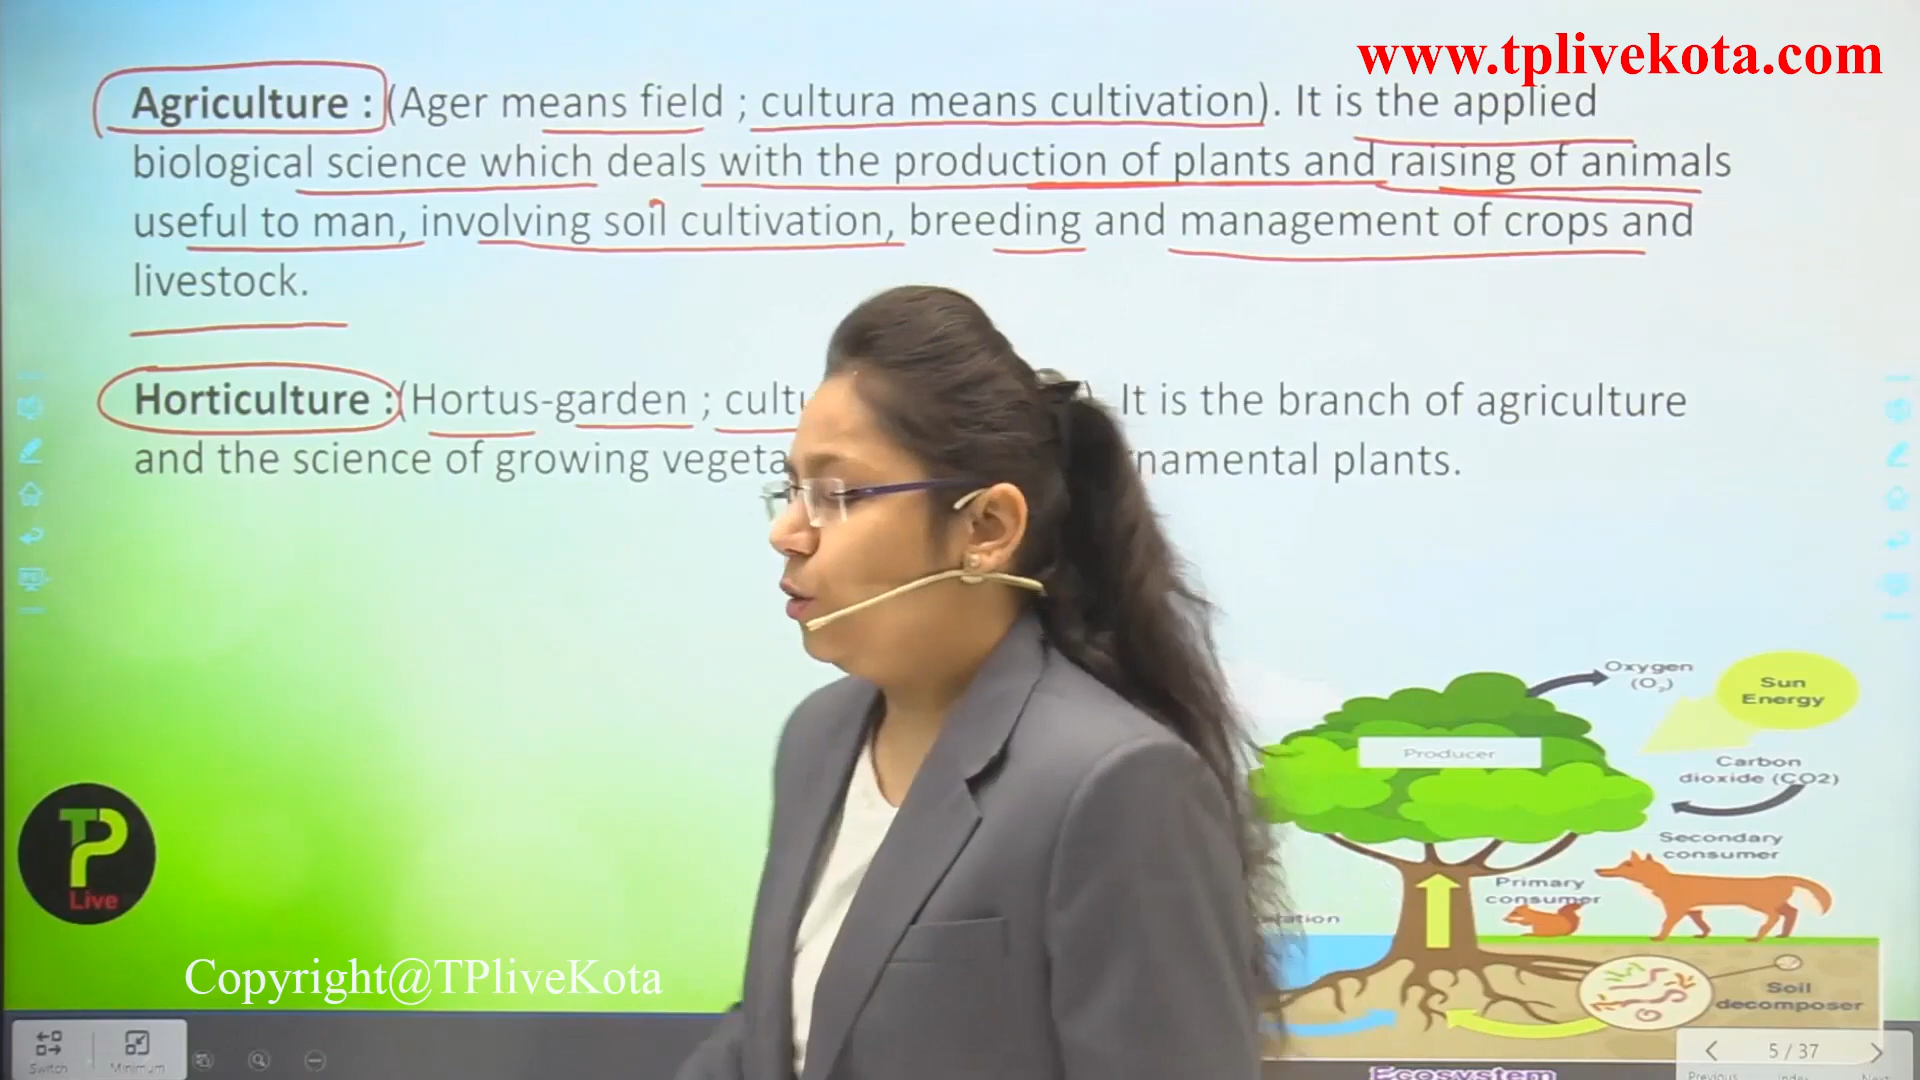 www.tplivekota.com
Agriculture : (Ager means field ; cultura means cultivation). It is the applied
biological science which deals with the production of plants and raising of animals
useful to man, involving soil cultivation, breeding and management of crops and
livestock.
Horticulture : (Hortus-garden ; It is the branch of agriculture
and the science of growing plants.
Oxygen
(O2)
Sun
Energy
Producer
Carbon
dioxide (CO2)
Secondary
consumer
Primary
consumer
Soil
decomposer
TP
Live
Copyright@TPliveKota
Switch
Minimum
5 / 37
Previous
Index
Next
Ecosystem